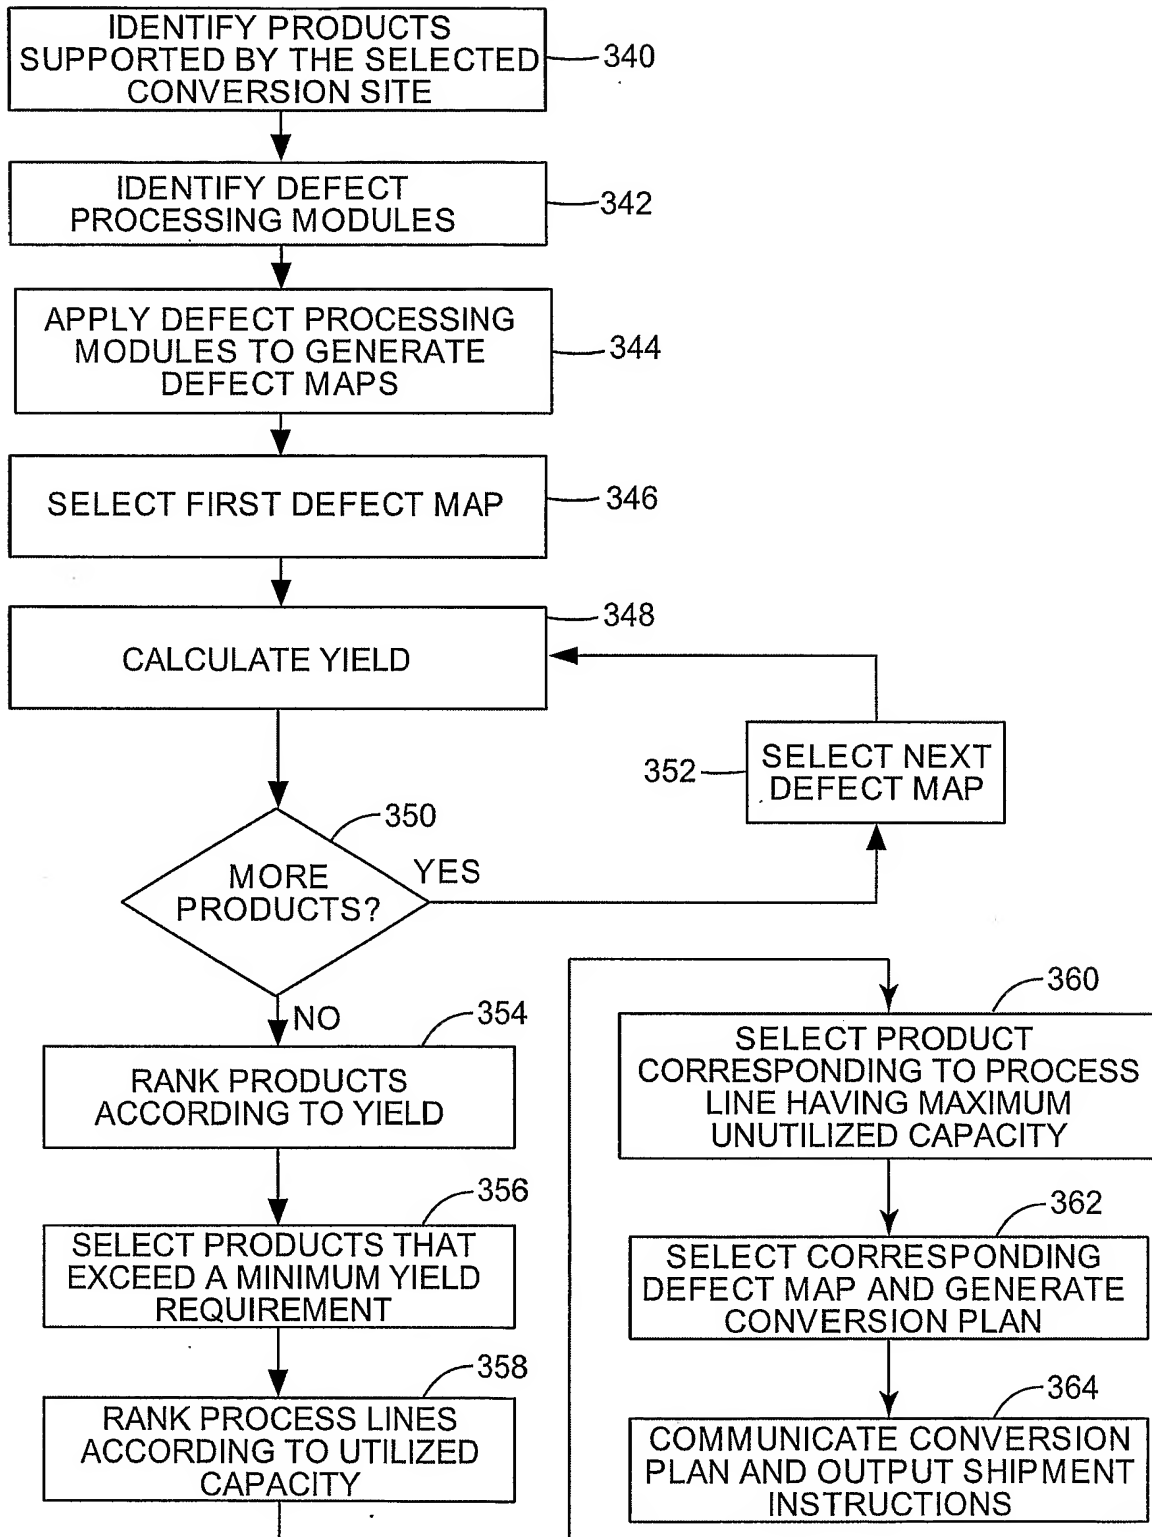 IDENTIFY PRODUCTS
SUPPORTED BY THE SELECTED
CONVERSION SITE
340
IDENTIFY DEFECT
PROCESSING MODULES
342
APPLY DEFECT PROCESSING
MODULES TO GENERATE
DEFECT MAPS
344
SELECT FIRST DEFECT MAP
346
348
CALCULATE YIELD
352
SELECT NEXT
DEFECT MAP
350
MORE
PRODUCTS?
YES
NO
354
RANK PRODUCTS
ACCORDING TO YIELD
356
SELECT PRODUCTS THAT
EXCEED A MINIMUM YIELD
REQUIREMENT
358
RANK PROCESS LINES
ACCORDING TO UTILIZED
CAPACITY
360
SELECT PRODUCT
CORRESPONDING TO PROCESS
LINE HAVING MAXIMUM
UNUTILIZED CAPACITY
362
SELECT CORRESPONDING
DEFECT MAP AND GENERATE
CONVERSION PLAN
364
COMMUNICATE CONVERSION
PLAN AND OUTPUT SHIPMENT
INSTRUCTIONS